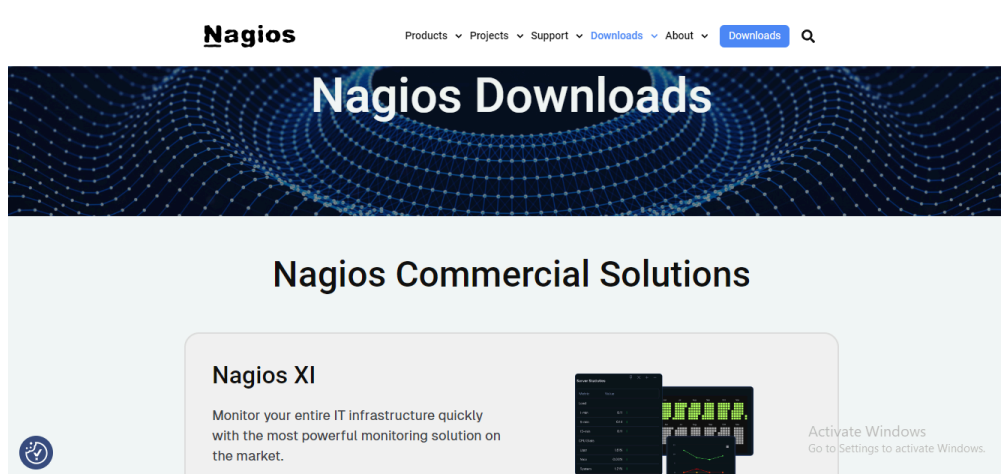 Nagios
Products Projects Support Downloads About Downloads
Nagios Downloads
Nagios Commercial Solutions
Nagios XI
Monitor your entire IT infrastructure quickly
with the most powerful monitoring solution on
the market.
Activate Windows
Go to Settings to activate Windows.